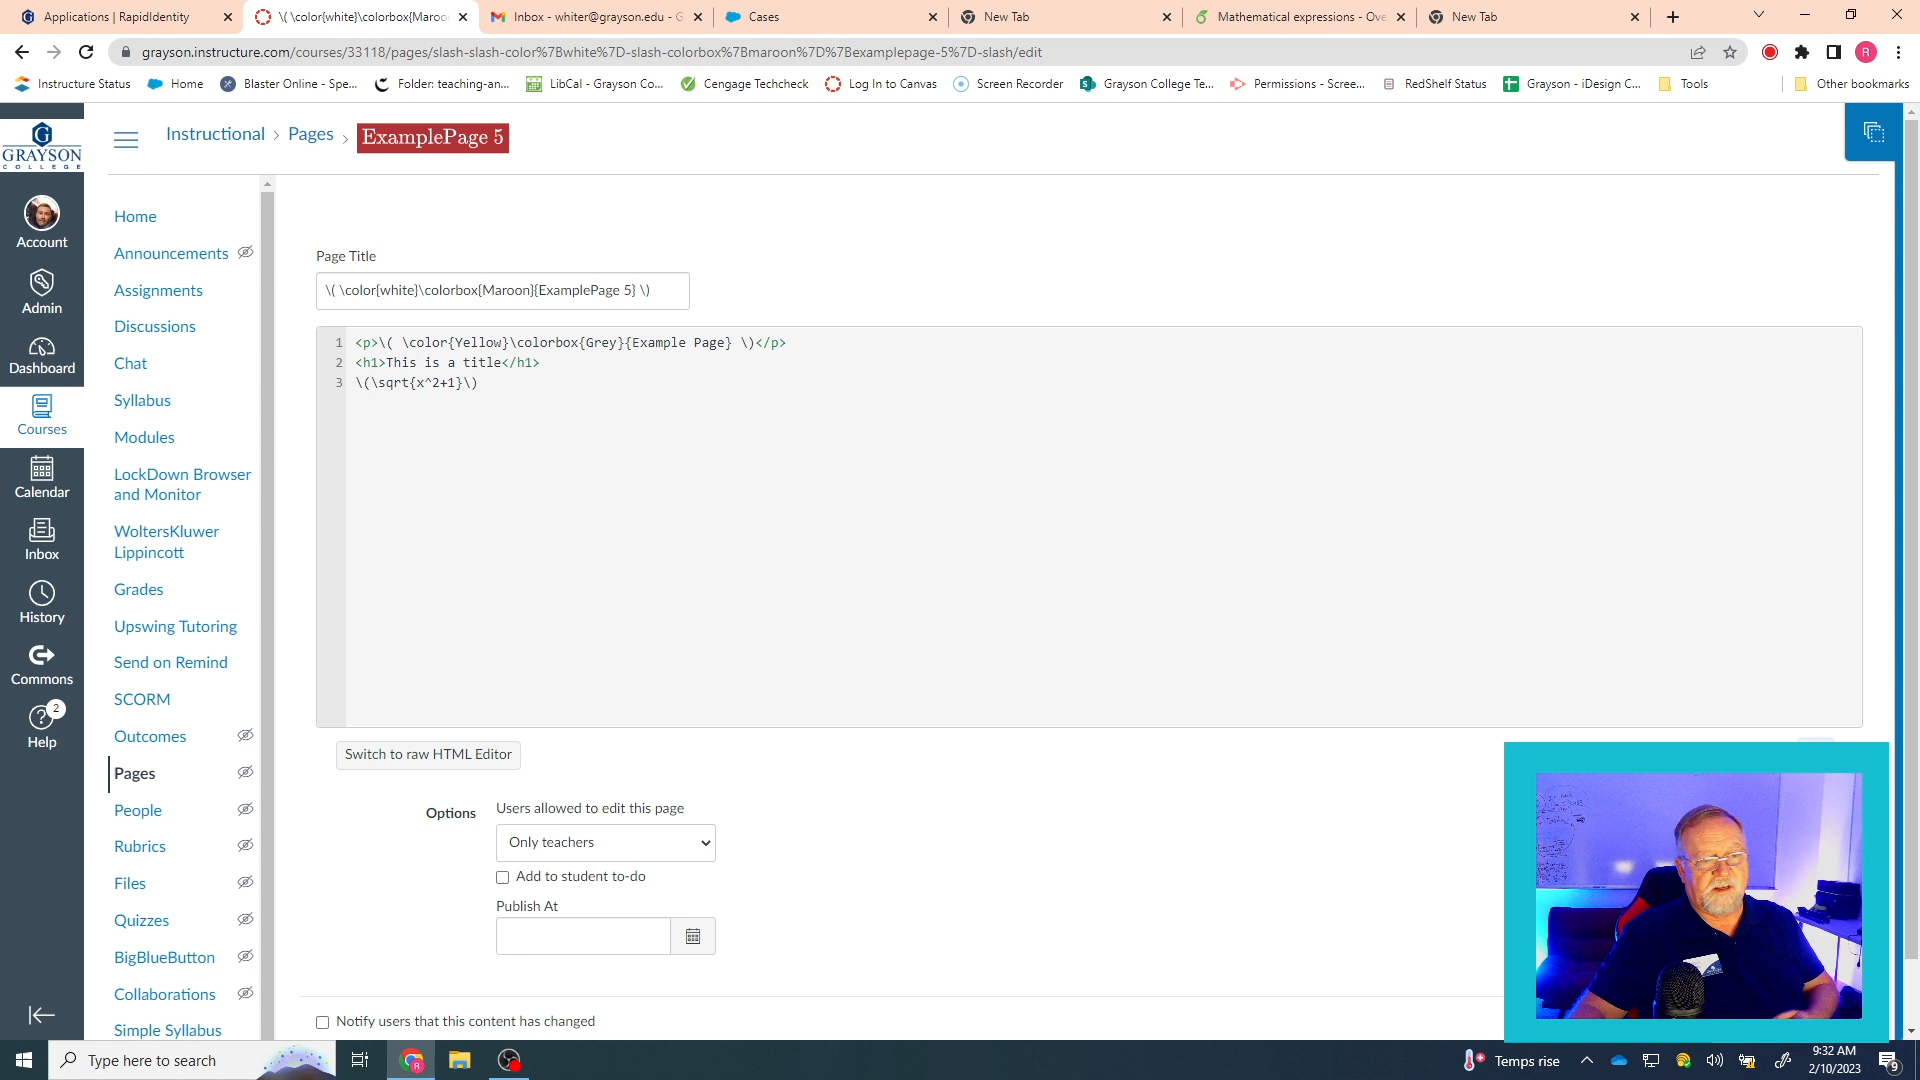 Applications | RapidIdentity
\( \color{white}\colorbox{Maroo
Inbox - whiter@grayson.edu - G
Cases
New Tab
Mathematical expressions - Ove
New Tab
grayson.instructure.com/courses/33118/pages/slash-slash-color%7Bwhite%7D-slash-colorbox%7Bmaroon%7D%7Bexamplepage-5%7D-slash/edit
R
Instructure Status
Home
Blaster Online - Spe...
Folder: teaching-an...
LibCal - Grayson Co...
Cengage Techcheck
Log In to Canvas
Screen Recorder
Grayson College Te...
Permissions - Scree...
RedShelf Status
Grayson - iDesign C...
Tools
Other bookmarks
G
GRAYSON
COLLEGE
Instructional > Pages > ExamplePage 5
Account
Admin
Dashboard
Courses
Calendar
Inbox
History
Commons
2
Help
Home
Announcements
Assignments
Discussions
Chat
Syllabus
Modules
LockDown Browser
and Monitor
WoltersKluwer
Lippincott
Grades
Upswing Tutoring
Send on Remind
SCORM
Outcomes
Pages
People
Rubrics
Files
Quizzes
BigBlueButton
Collaborations
Simple Syllabus
Page Title
\( \color{white}\colorbox{Maroon}{ExamplePage 5} \)
1 <p>\( \color{Yellow}\colorbox{Grey}{Example Page} \)</p>
2 <h1>This is a title</h1>
3 \(\sqrt{x^2+1}\)
Switch to raw HTML Editor
Options
Users allowed to edit this page
Only teachers
Add to student to-do
Publish At
Notify users that this content has changed
Type here to search
R
Temps rise
9:32 AM
2/10/2023
9